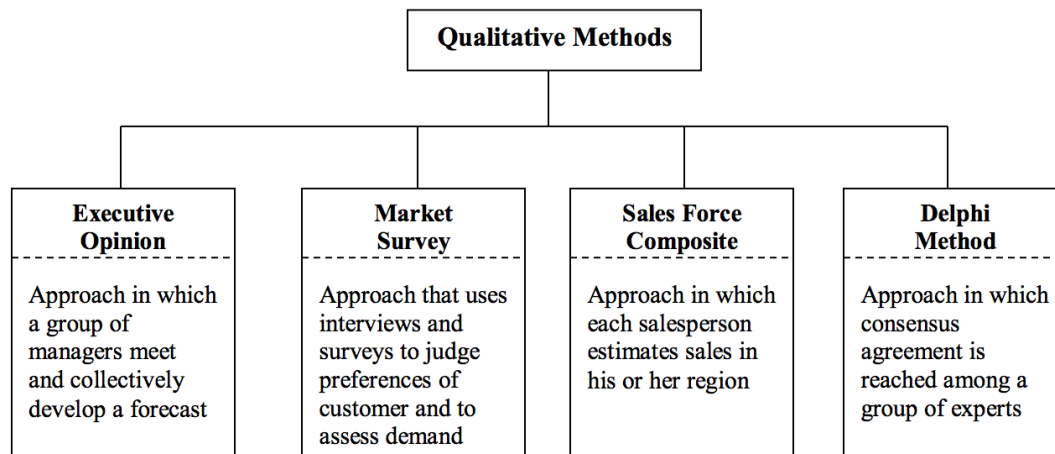 Qualitative Methods
Executive
Opinion
Approach in which
a group of
managers meet
and collectively
develop a forecast
Market
Survey
Approach that uses
interviews and
surveys to judge
preferences of
customer and to
assess demand
Sales Force
Composite
Approach in which
each salesperson
estimates sales in
his or her region
Delphi
Method
Approach in which
consensus
agreement is
reached among a
group of experts